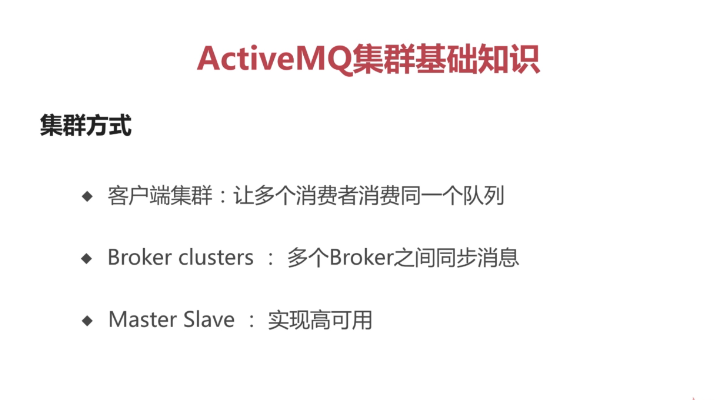 ActiveMQ集群基础知识
集群方式
◆ 客户端集群：让多个消费者消费同一个队列
◆ Broker clusters ： 多个Broker之间同步消息
◆ Master Slave ： 实现高可用